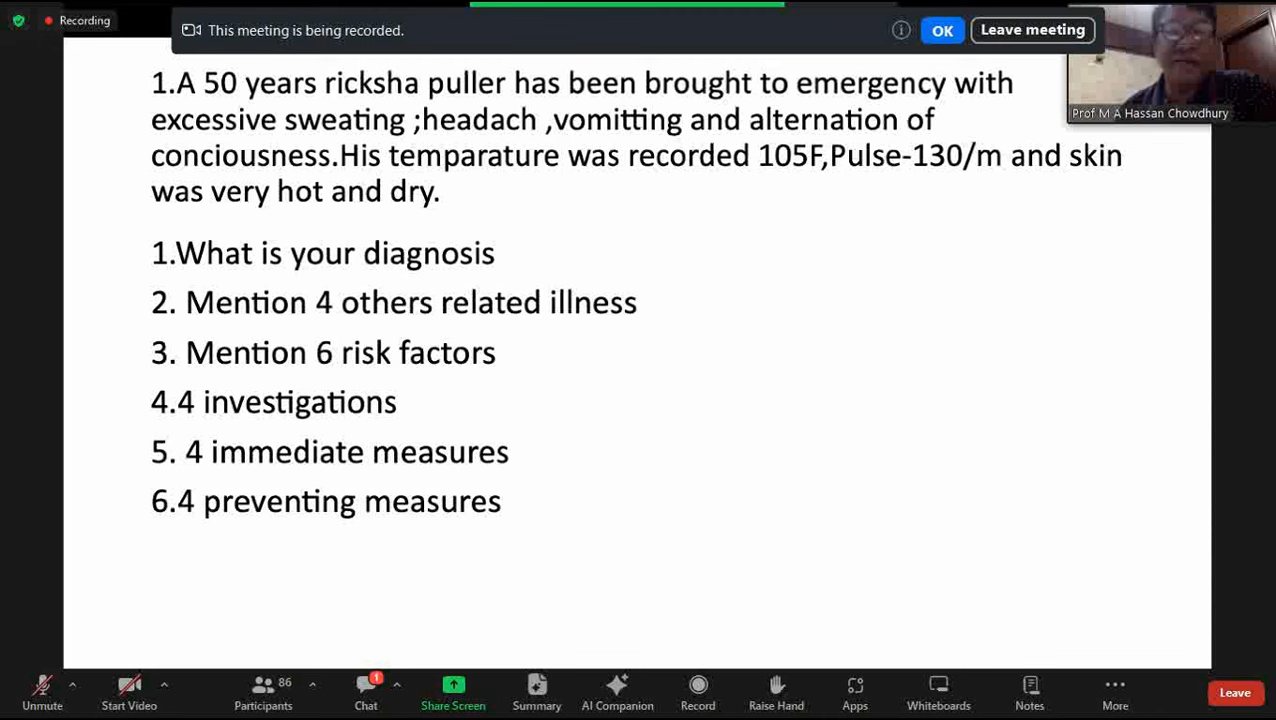 Recording
This meeting is being recorded.
OK
Leave meeting
Prof M A Hassan Chowdhury
1.A 50 years ricksha puller has been brought to emergency with
excessive sweating ;headach ,vomitting and alternation of
conciousness.His temparature was recorded 105F,Pulse-130/m and skin
was very hot and dry.
1.What is your diagnosis
2. Mention 4 others related illness
3. Mention 6 risk factors
4.4 investigations
5. 4 immediate measures
6.4 preventing measures
Unmute
Start Video
86
Participants
1
Chat
Share Screen
Summary
AI Companion
Record
Raise Hand
Apps
Whiteboards
Notes
More
Leave